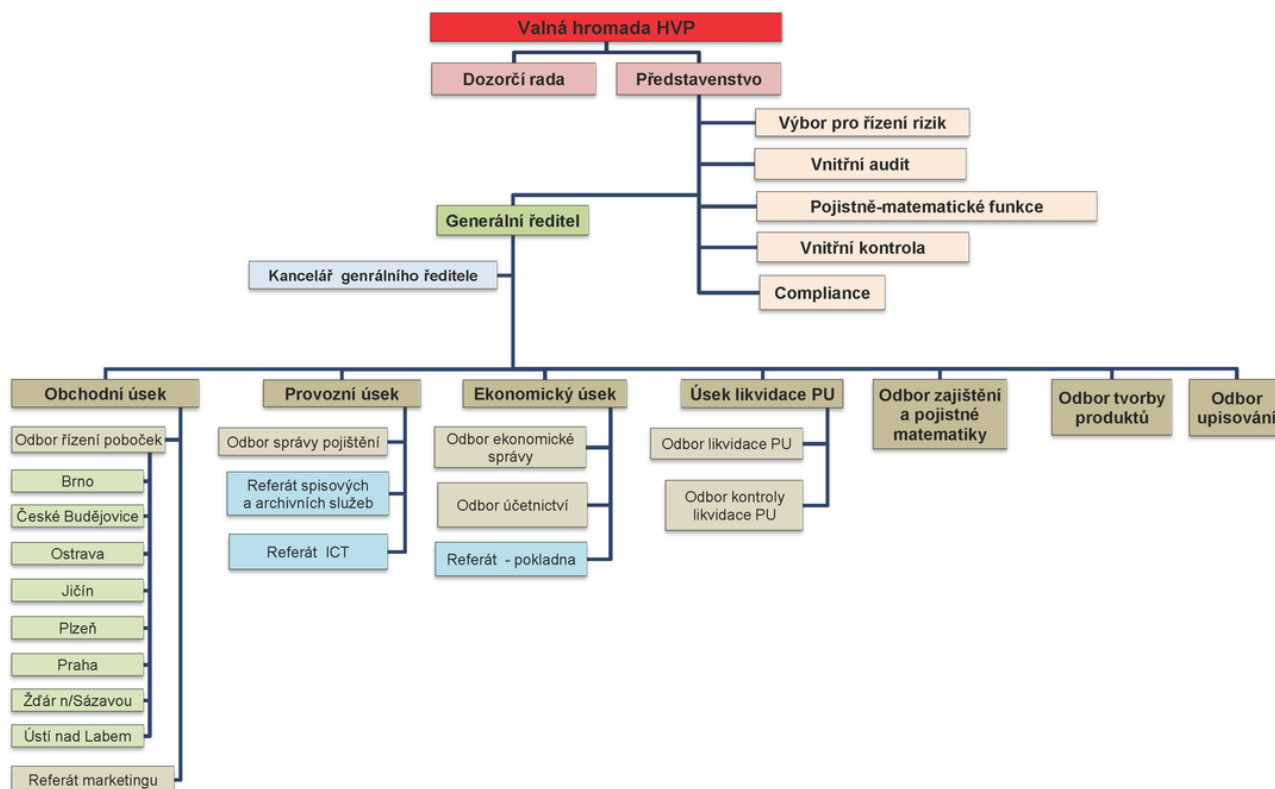 Valná hromada HVP
Dozorčí rada
Představenstvo
Výbor pro řízení rizik
Vnitřní audit
Pojistně-matematické funkce
Generální ředitel
Vnitřní kontrola
Kancelář genrálního ředitele
Compliance
Obchodní úsek
Odbor řízení poboček
Brno
České Budějovice
Ostrava
Jičín
Plzeň
Praha
Žďár n/Sázavou
Ústí nad Labem
Referát marketingu
Provozní úsek
Odbor správy pojištění
Referát spisových
a archivních služeb
Referát ICT
Ekonomický úsek
Odbor ekonomické
správy
Odbor účetnictví
Referát - pokladna
Úsek likvidace PU
Odbor likvidace PU
Odbor kontroly
likvidace PU
Odbor zajištění
a pojistné
matematiky
Odbor tvorby
produktů
Odbor
upisování